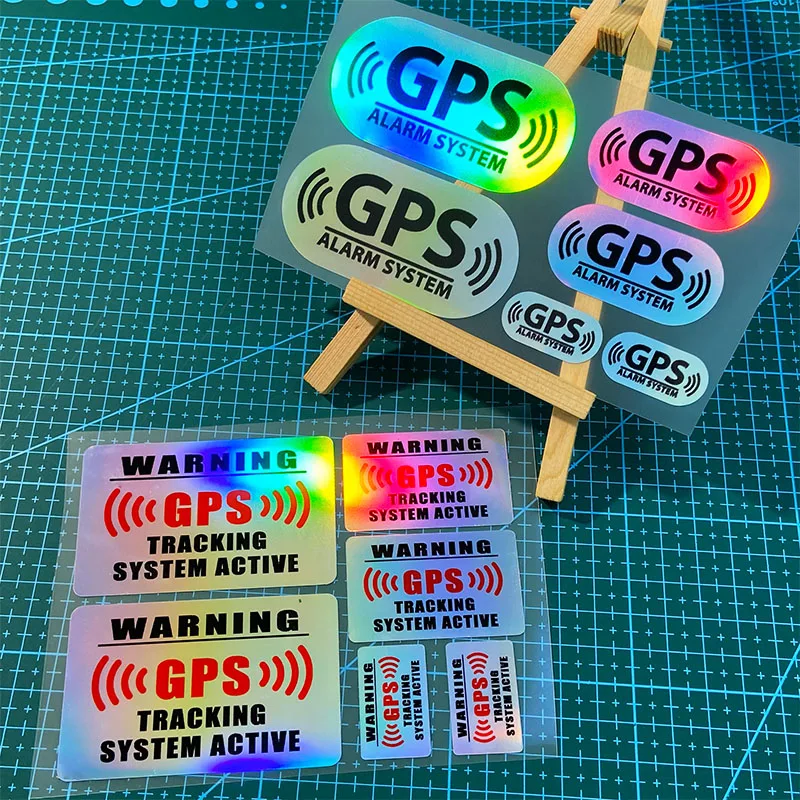 GPS
ALARM SYSTEM
GPS
ALARM SYSTEM
GPS
ALARM SYSTEM
GPS
ALARM SYSTEM
GPS
ALARM SYSTEM
GPS
ALARM SYSTEM
WARNING
GPS
TRACKING
SYSTEM ACTIVE
WARNING
GPS
TRACKING
SYSTEM ACTIVE
WARNING
GPS
TRACKING
SYSTEM ACTIVE
WARNING
GPS
TRACKING
SYSTEM ACTIVE
WARNING
GPS
TRACKING
SYSTEM ACTIVE
WARNING
GPS
TRACKING
SYSTEM ACTIVE